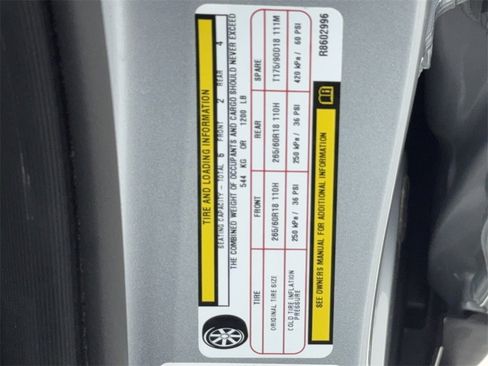 TIRE AND LOADING INFORMATION
SEATING CAPACITY - TOTAL 6 FRONT 2 REAR 4
THE COMBINED WEIGHT OF OCCUPANTS AND CARGO SHOULD NEVER EXCEED
544 KG OR 1200 LB
TIRE FRONT REAR SPARE
ORIGINAL TIRE SIZE 265/60R18 110H 265/60R18 110H T175/90D18 111M
COLD TIRE INFLATION PRESSURE 250 kPa / 36 PSI 250 kPa / 36 PSI 420 kPa / 60 PSI
SEE OWNERS MANUAL FOR ADDITIONAL INFORMATION
R8602996